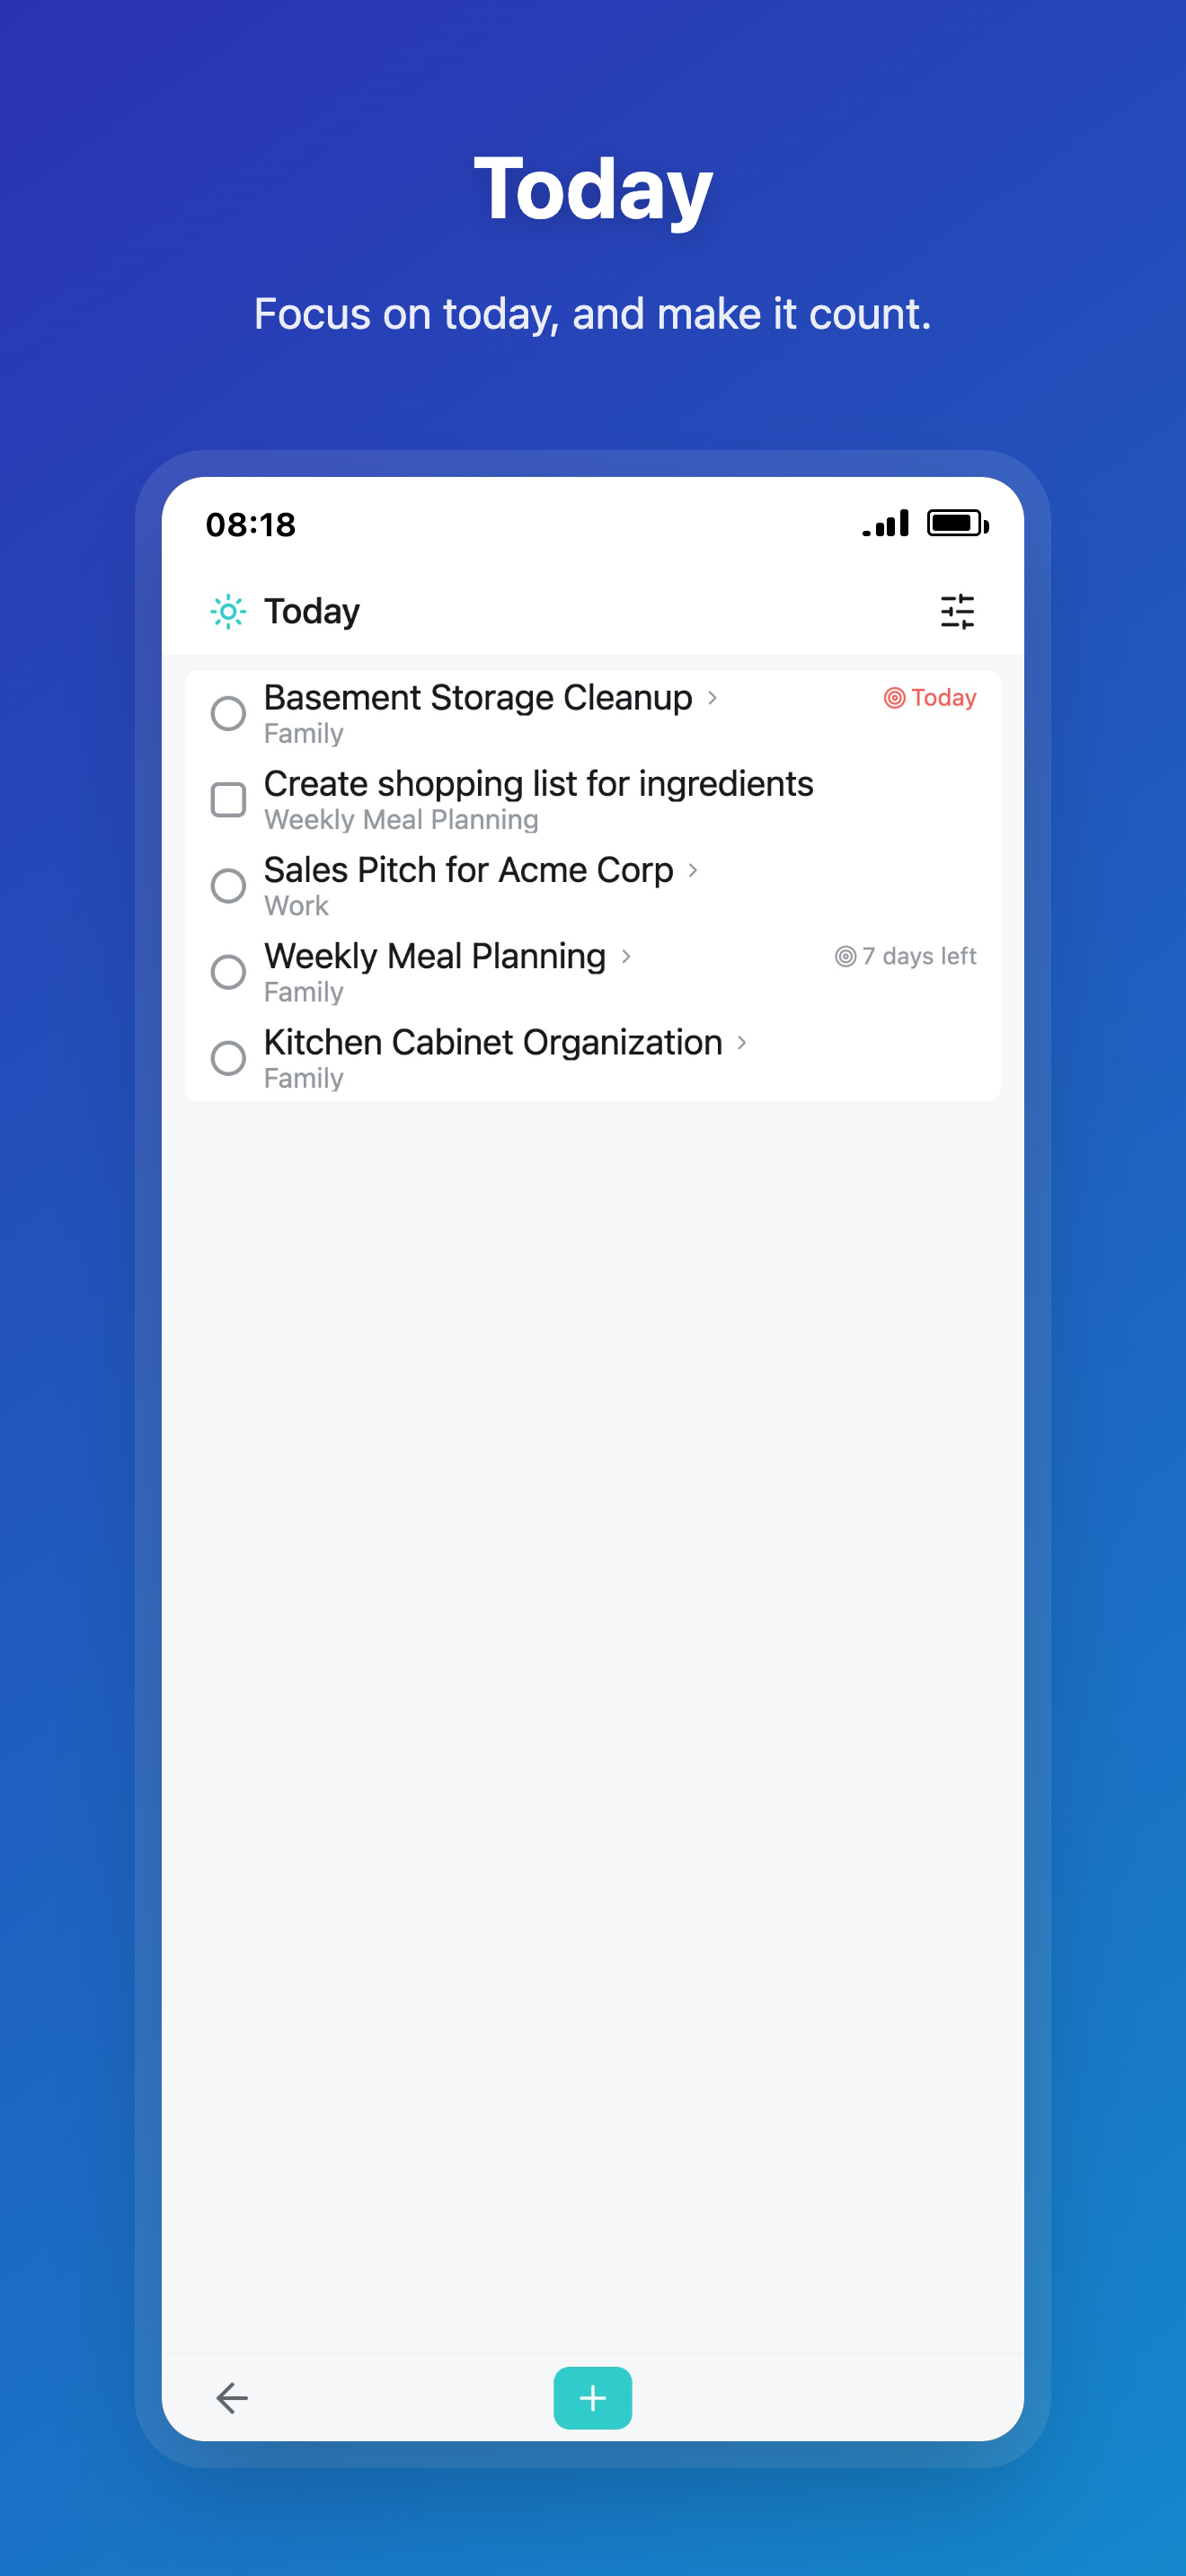 Today
Focus on today, and make it count.
08:18
Today
Basement Storage Cleanup
Today
Family
Create shopping list for ingredients
Weekly Meal Planning
Sales Pitch for Acme Corp
Work
Weekly Meal Planning
7 days left
Family
Kitchen Cabinet Organization
Family